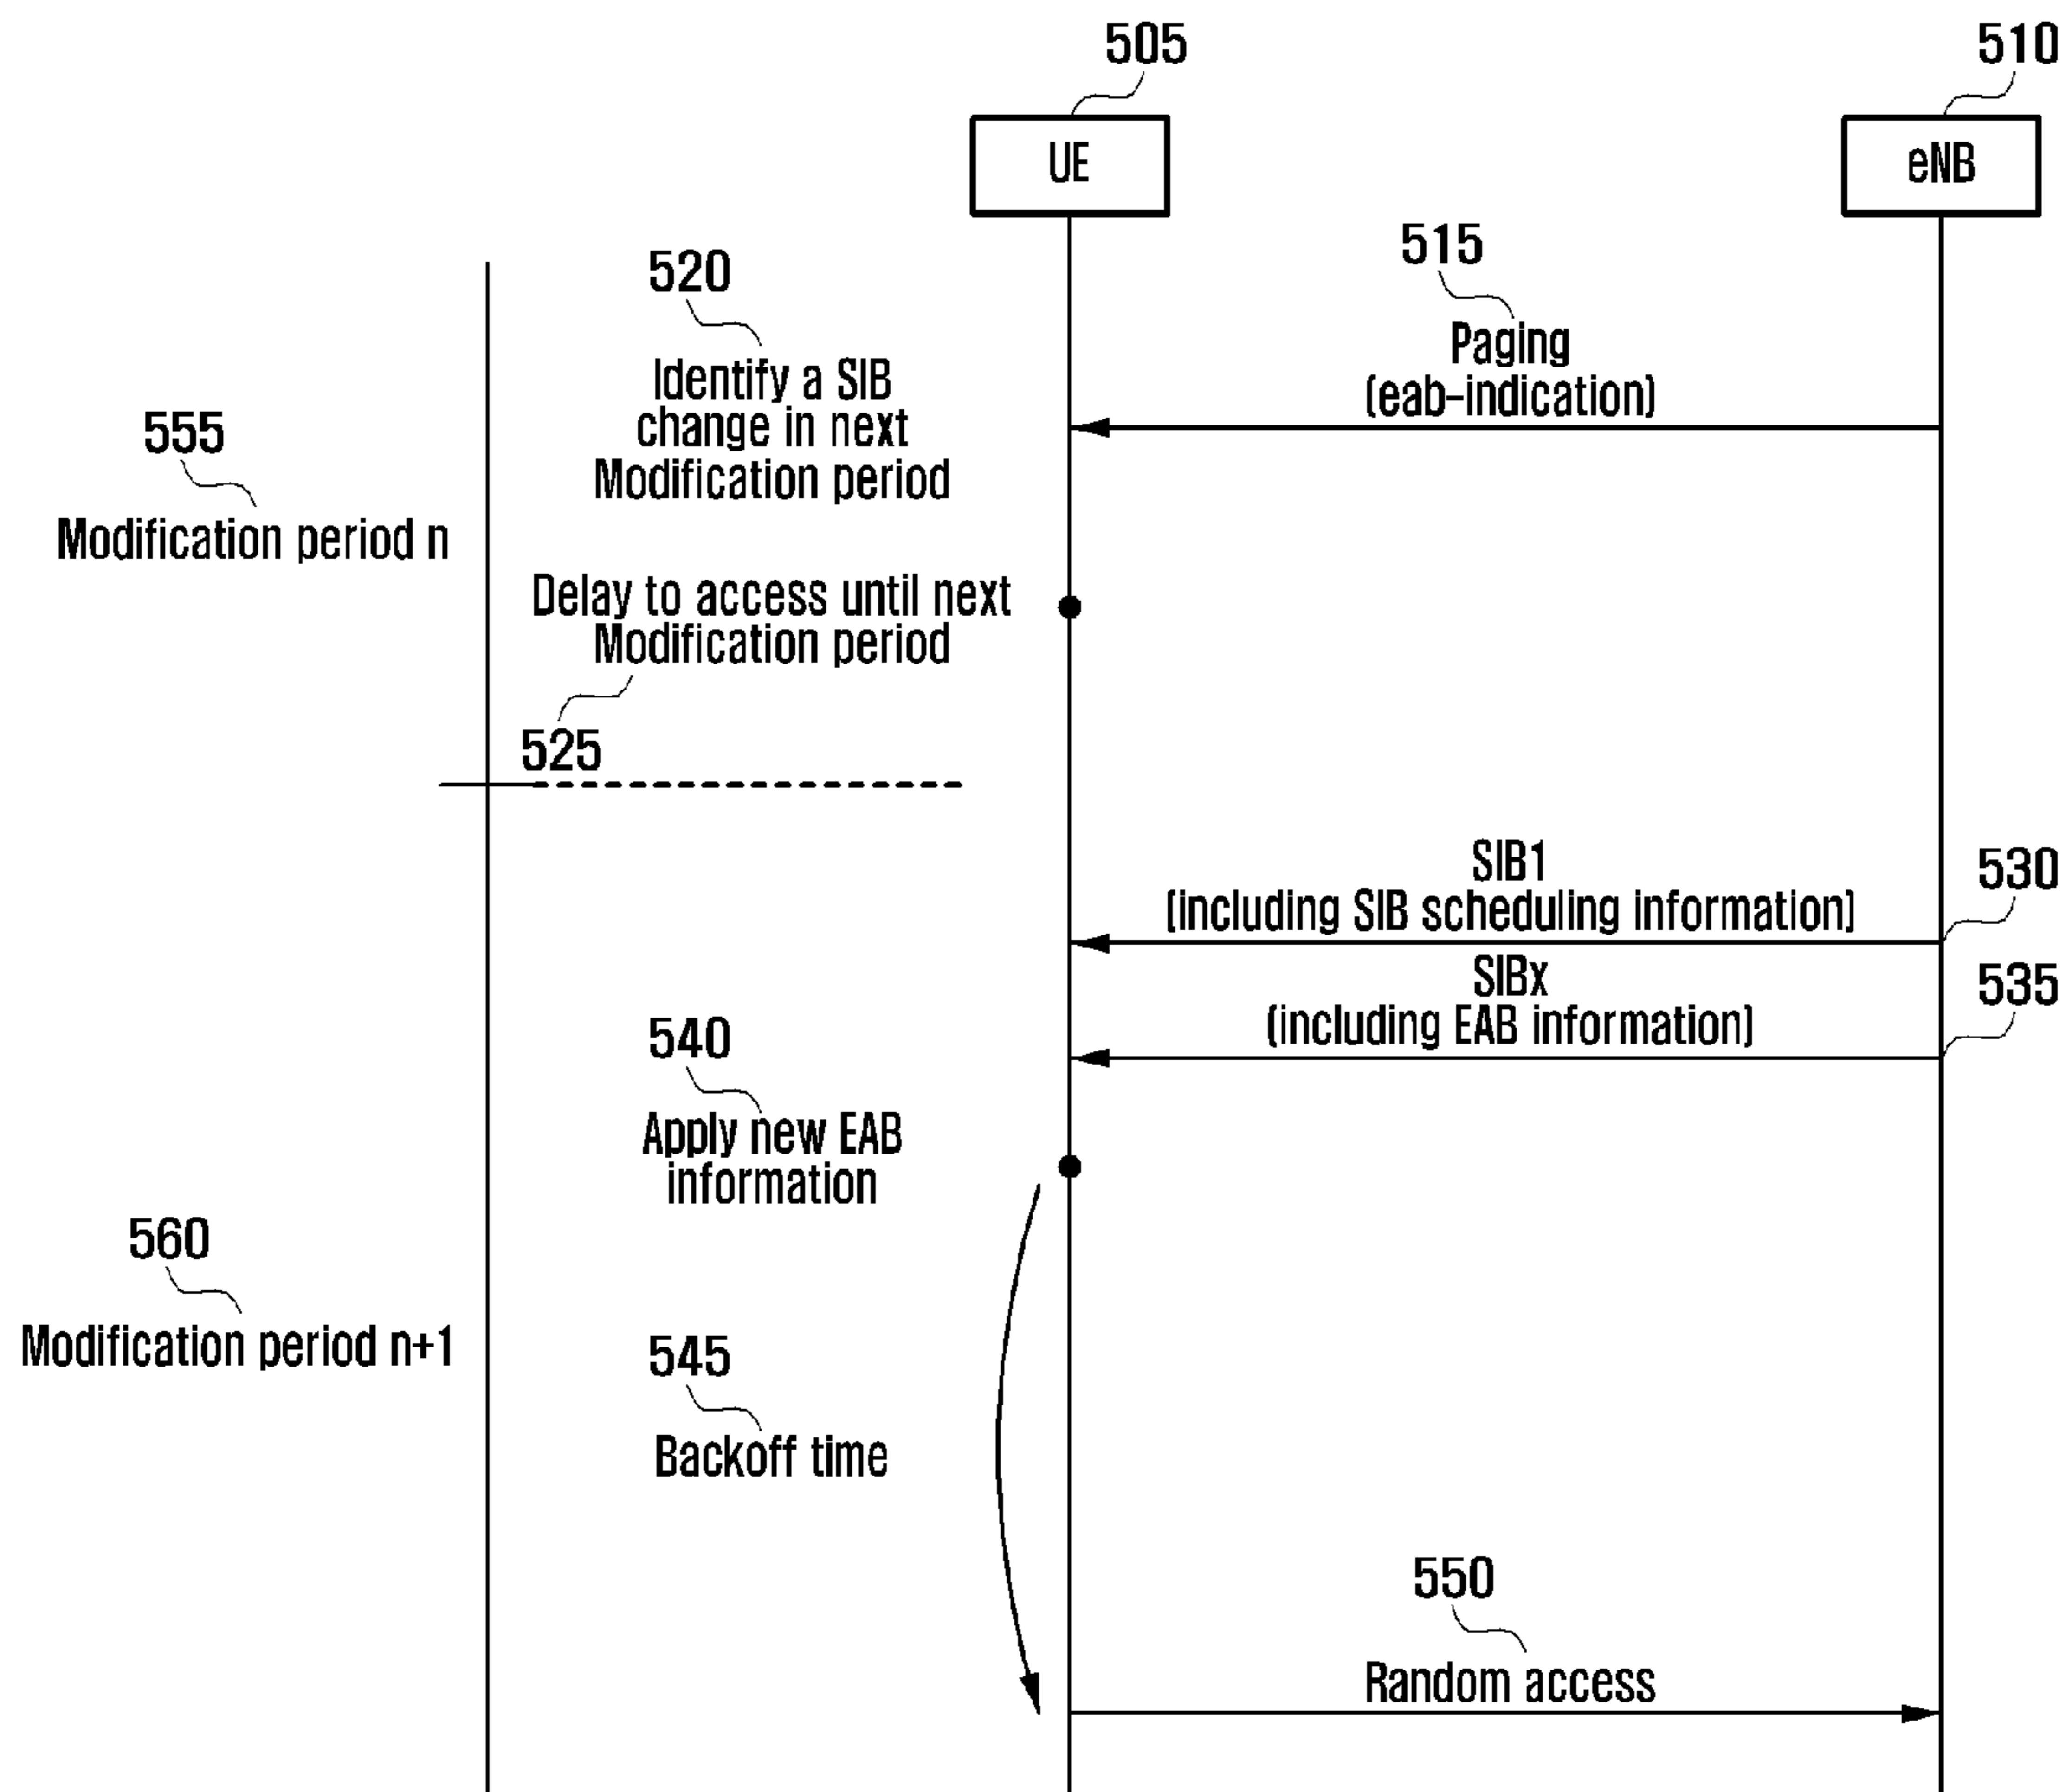 505
510
UE
eNB
515
Paging
(eab-indication)
520
Identify a SIB
change in next
Modification period
555
Modification period n
Delay to access until next
Modification period
525
SIB1
(including SIB scheduling information)
530
SIBx
(including EAB information)
535
540
Apply new EAB
information
560
Modification period n+1
545
Backoff time
550
Random access